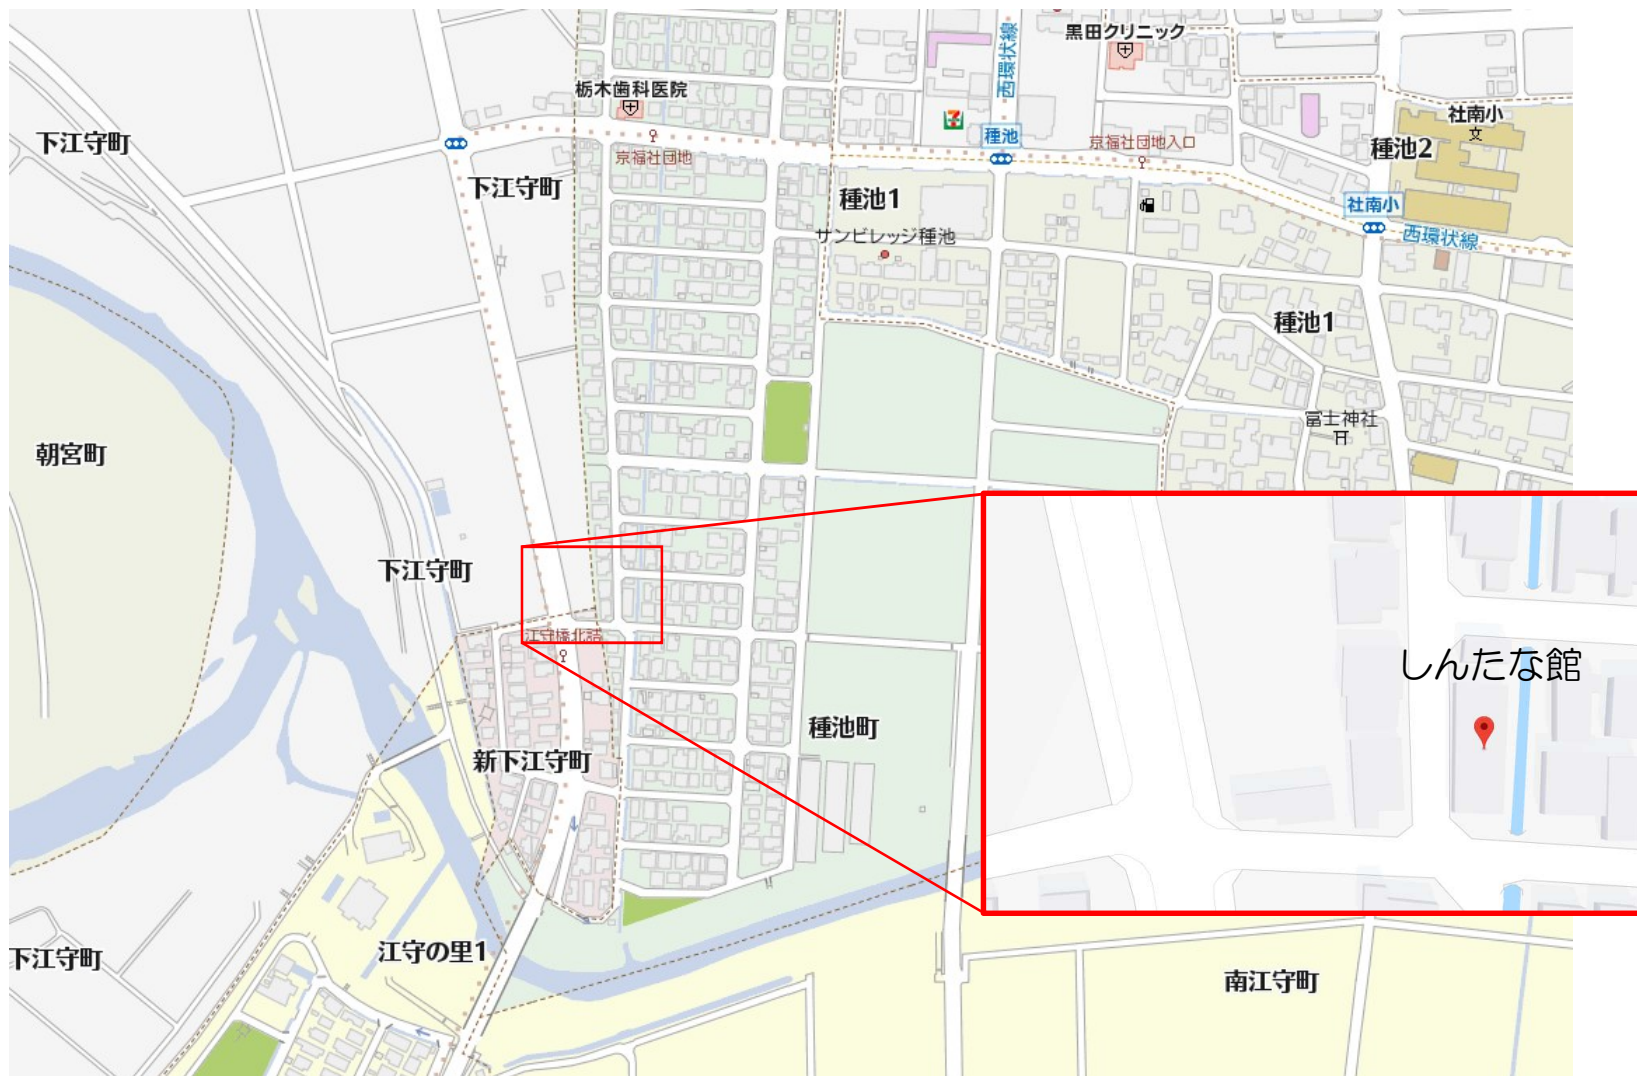 黒田クリニック
西環状線
栃木歯科医院
社南小
下江守町
種池
京福社団地入口
種池2
京福社団地
下江守町
種池1
社南小
サンビレッジ種池
西環状線
種池1
冨士神社
朝宮町
下江守町
江守橋北詰
しんたな館
種池町
新下江守町
江守の里1
下江守町
南江守町